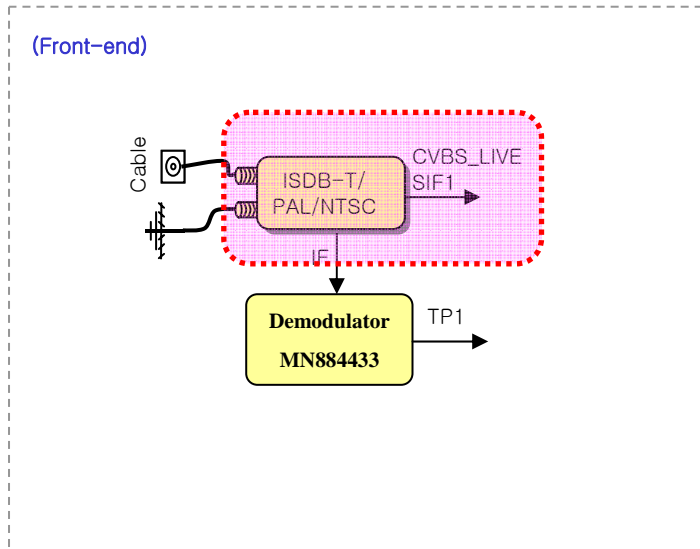 (Front-end)
Cable
ISDB-T/
PAL/NTSC
CVBS_LIVE
SIF1
IF
Demodulator
MN884433
TP1